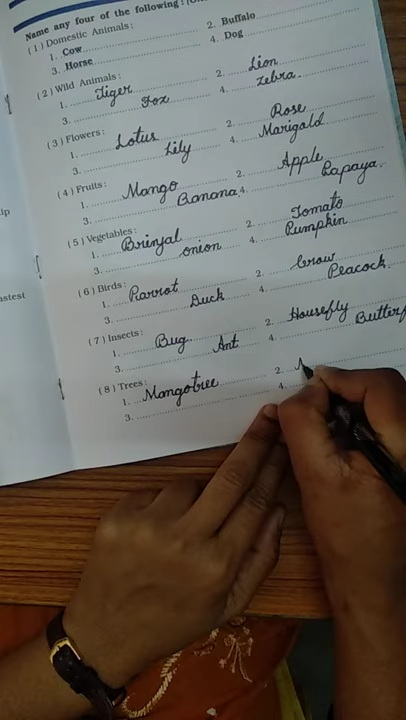 Name any four of the following:
(1) Domestic Animals:
1. Cow 2. Buffalo
3. Horse 4. Dog
(2) Wild Animals:
1. Tiger 2. Lion
3. Fox 4. Zebra
(3) Flowers:
1. Lotus 2. Rose
3. Lily 4. Marigold
(4) Fruits:
1. Mango 2. Apple
3. Banana 4. Papaya.
(5) Vegetables:
1. Brinjal 2. Tomato
3. onion 4. Pumpkin
(6) Birds:
1. Parrot 2. Crow
3. Duck 4. Peacock.
(7) Insects:
1. Bug 2. Housefly
3. Ant 4. Butterf
(8) Trees:
1. Mangotree 2.
3. 4.